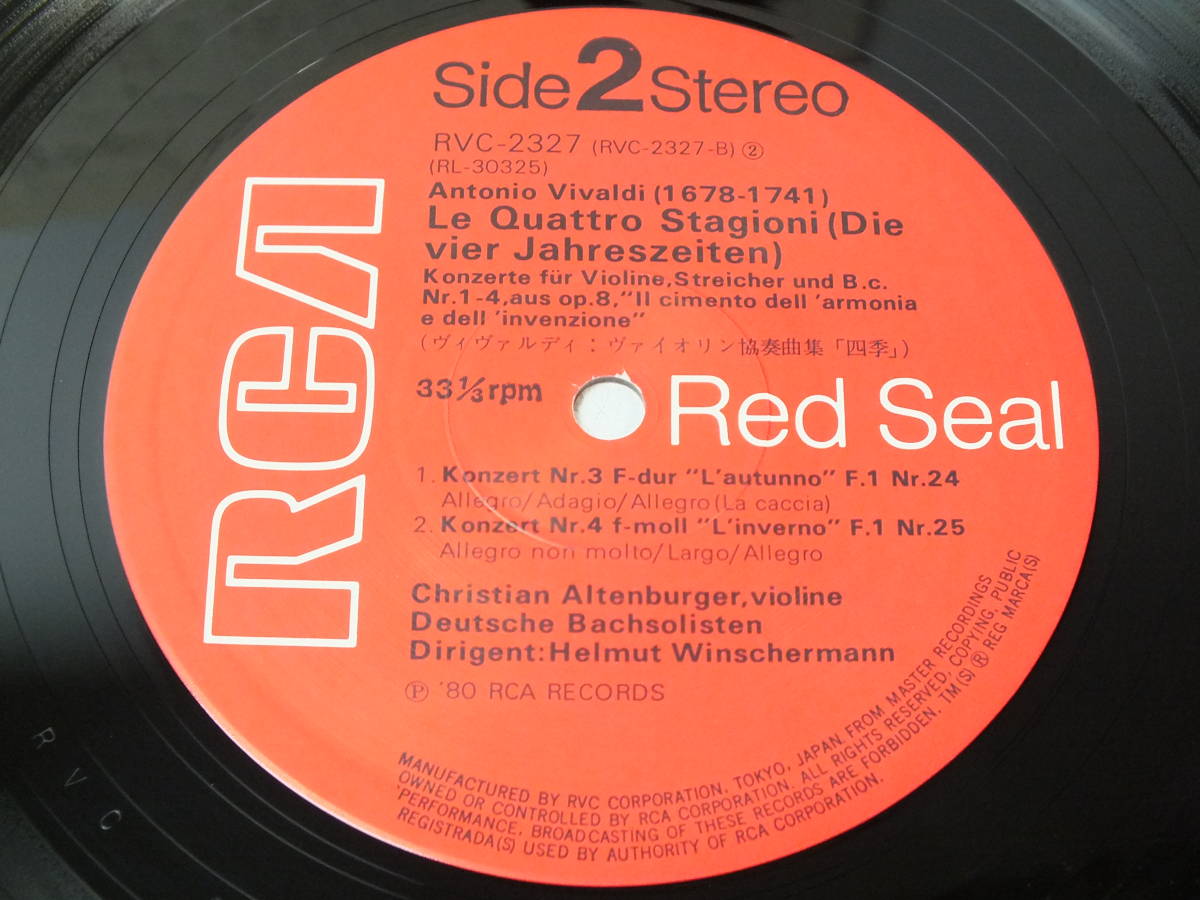 Side 2 Stereo
RVC-2327 (RVC-2327-B) ②
(RL-30325)
Antonio Vivaldi (1678-1741)
Le Quattro Stagioni (Die
vier Jahreszeiten)
Konzerte für Violine, Streicher und B.c.
Nr.1-4, aus op.8, "Il cimento dell 'armonia
e dell 'invenzione"
(ヴィヴァルディ：ヴァイオリン協奏曲集「四季」)
33⅓ rpm
Red Seal
RCA
1. Konzert Nr.3 F-dur "L'autunno" F.1 Nr.24
Allegro/Adagio/Allegro (La caccia)
2. Konzert Nr.4 f-moll "L'inverno" F.1 Nr.25
Allegro non molto/Largo/Allegro
Christian Altenburger, violine
Deutsche Bachsolisten
Dirigent: Helmut Winschermann
℗ '80 RCA RECORDS
MANUFACTURED BY RVC CORPORATION, TOKYO, JAPAN FROM MASTER RECORDINGS
OWNED OR CONTROLLED BY RCA CORPORATION. ALL RIGHTS RESERVED, COPYING, PUBLIC
'PERFORMANCE, BROADCASTING OF THESE RECORDS ARE FORBIDDEN. TM(S) ® REG MARCA(S)
REGISTRADA(S) USED BY AUTHORITY OF RCA CORPORATION.
RVC